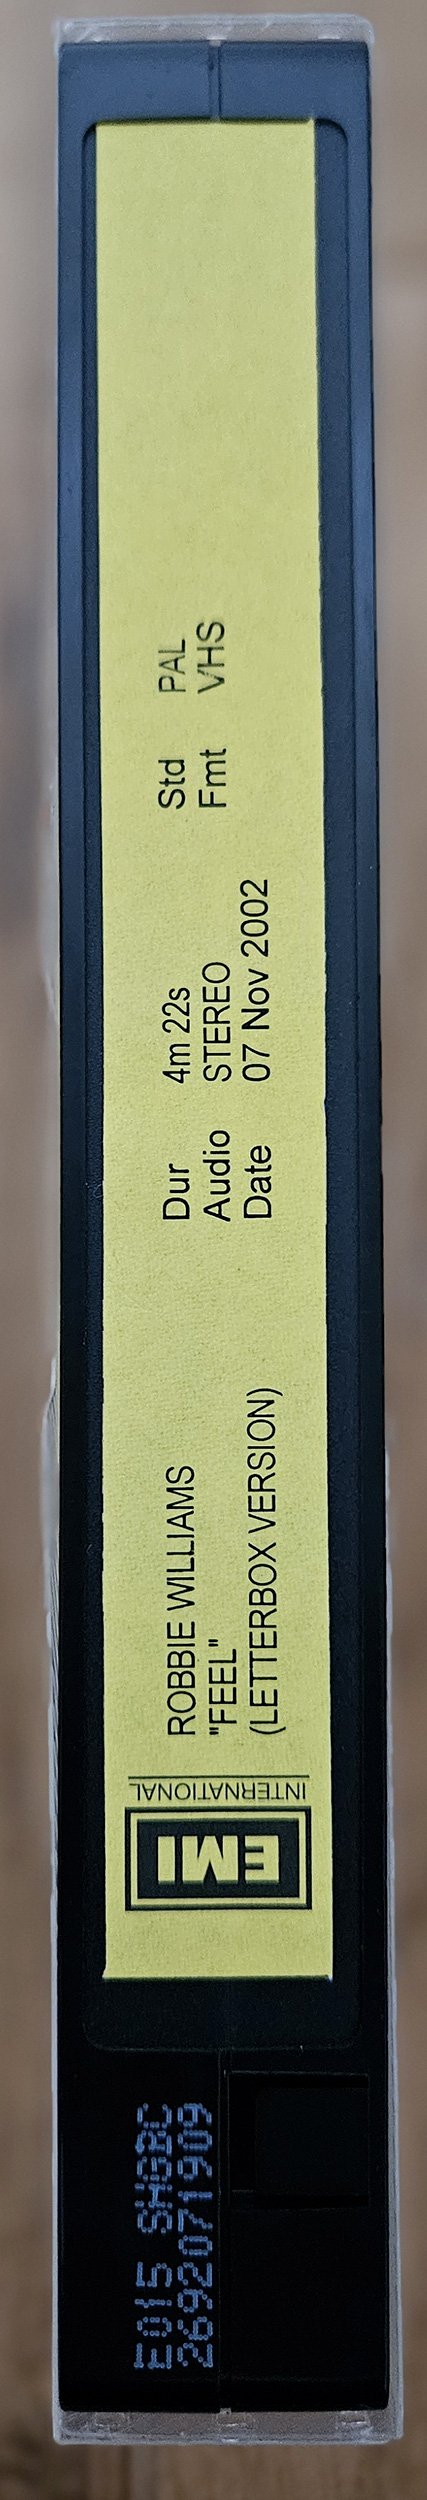 EMI
INTERNATIONAL
ROBBIE WILLIAMS
"FEEL"
(LETTERBOX VERSION)
Dur 4m 22s
Audio STEREO
Date 07 Nov 2002
Std PAL
Fmt VHS
E015 SHGBC
2692071909